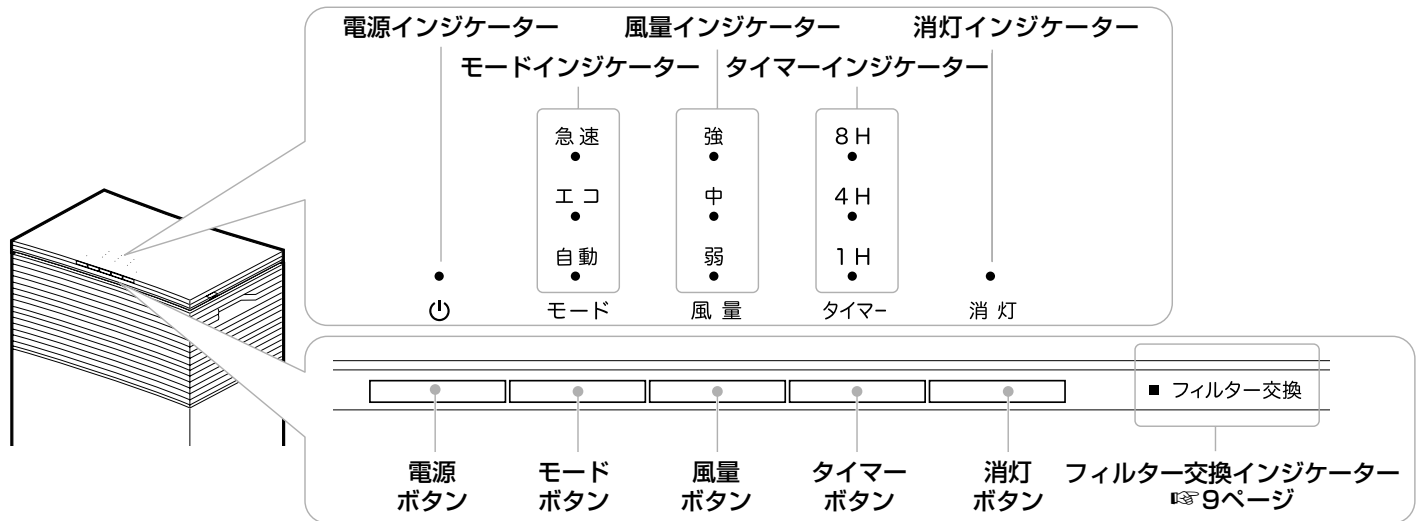 電源インジケーター 風量インジケーター 消灯インジケーター
モードインジケーター タイマーインジケーター
急速 強 8H
エコ 中 4H
自動 弱 1H
モード 風量 タイマー 消灯
■ フィルター交換
電源 モード 風量 タイマー 消灯 フィルター交換インジケーター
ボタン ボタン ボタン ボタン ボタン ☞9ページ